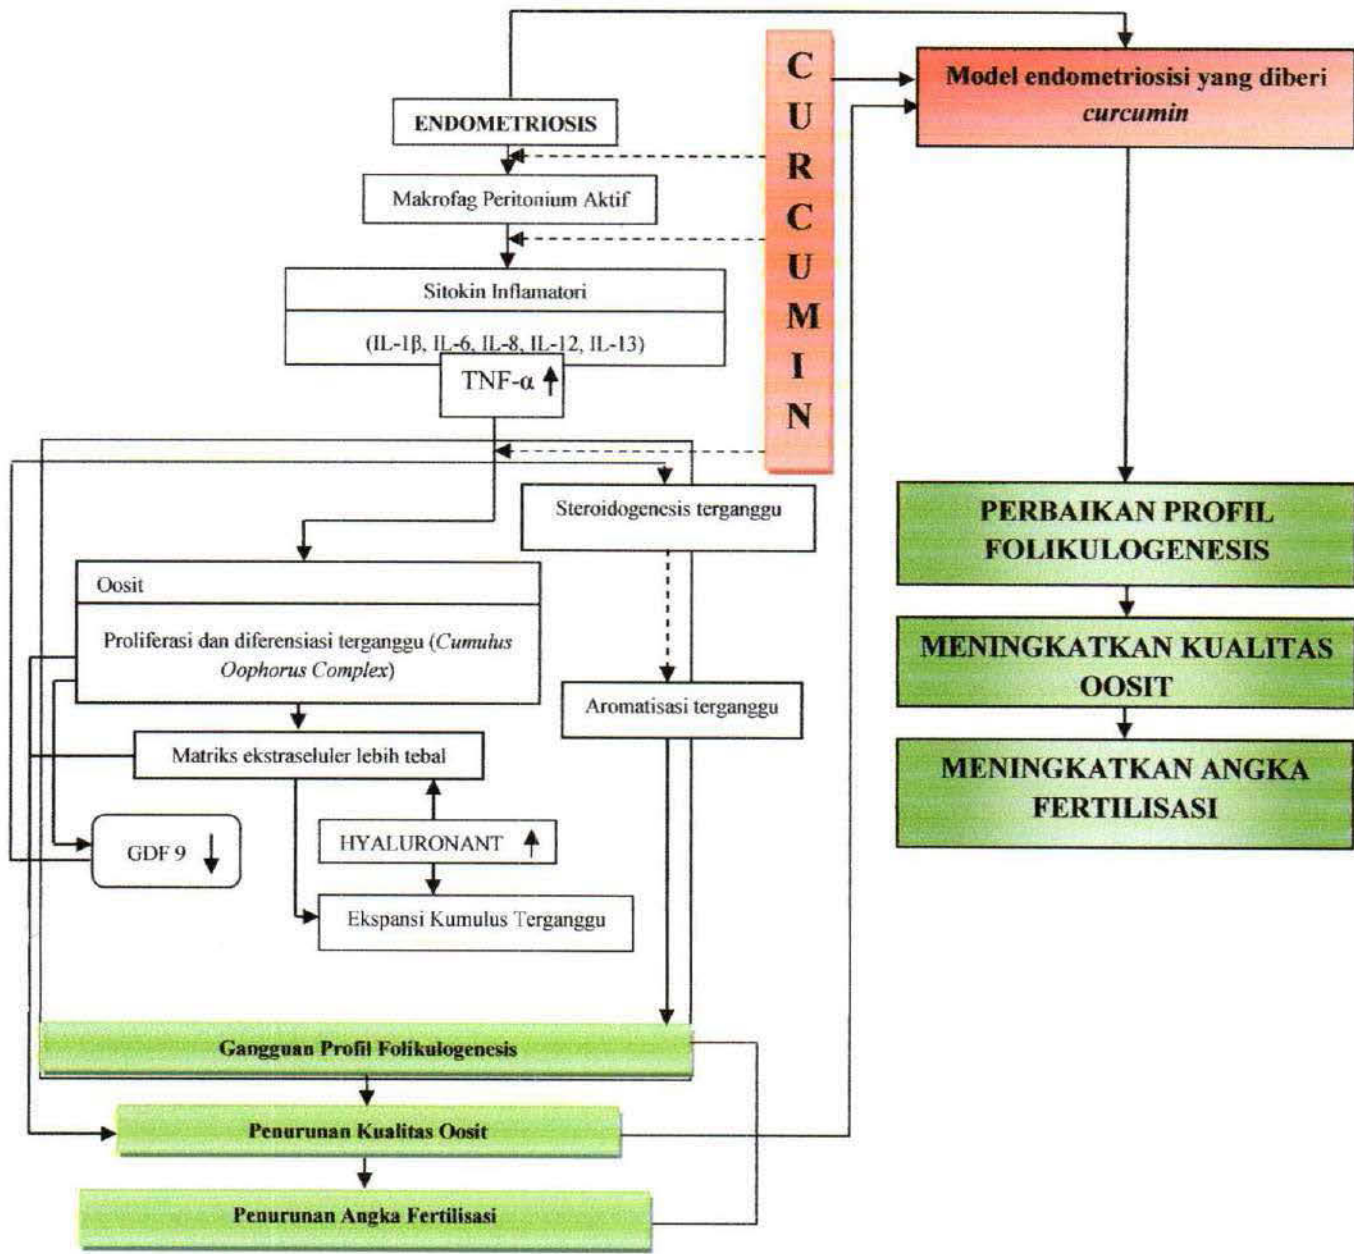 CURCUMIN
Model endometriosisi yang diberi
curcumin
ENDOMETRIOSIS
Makrofag Peritonium Aktif
Sitokin Inflamatori
(IL-1β, IL-6, IL-8, IL-12, IL-13)
TNF-α ↑
Steroidogenesis terganggu
Oosit
Proliferasi dan diferensiasi terganggu (Cumulus
Oophorus Complex)
Aromatisasi terganggu
Matriks ekstraseluler lebih tebal
GDF 9 ↓
HYALURONANT ↑
Ekspansi Kumulus Terganggu
Gangguan Profil Folikulogenesis
Penurunan Kualitas Oosit
Penurunan Angka Fertilisasi
PERBAIKAN PROFIL
FOLIKULOGENESIS
MENINGKATKAN KUALITAS
OOSIT
MENINGKATKAN ANGKA
FERTILISASI